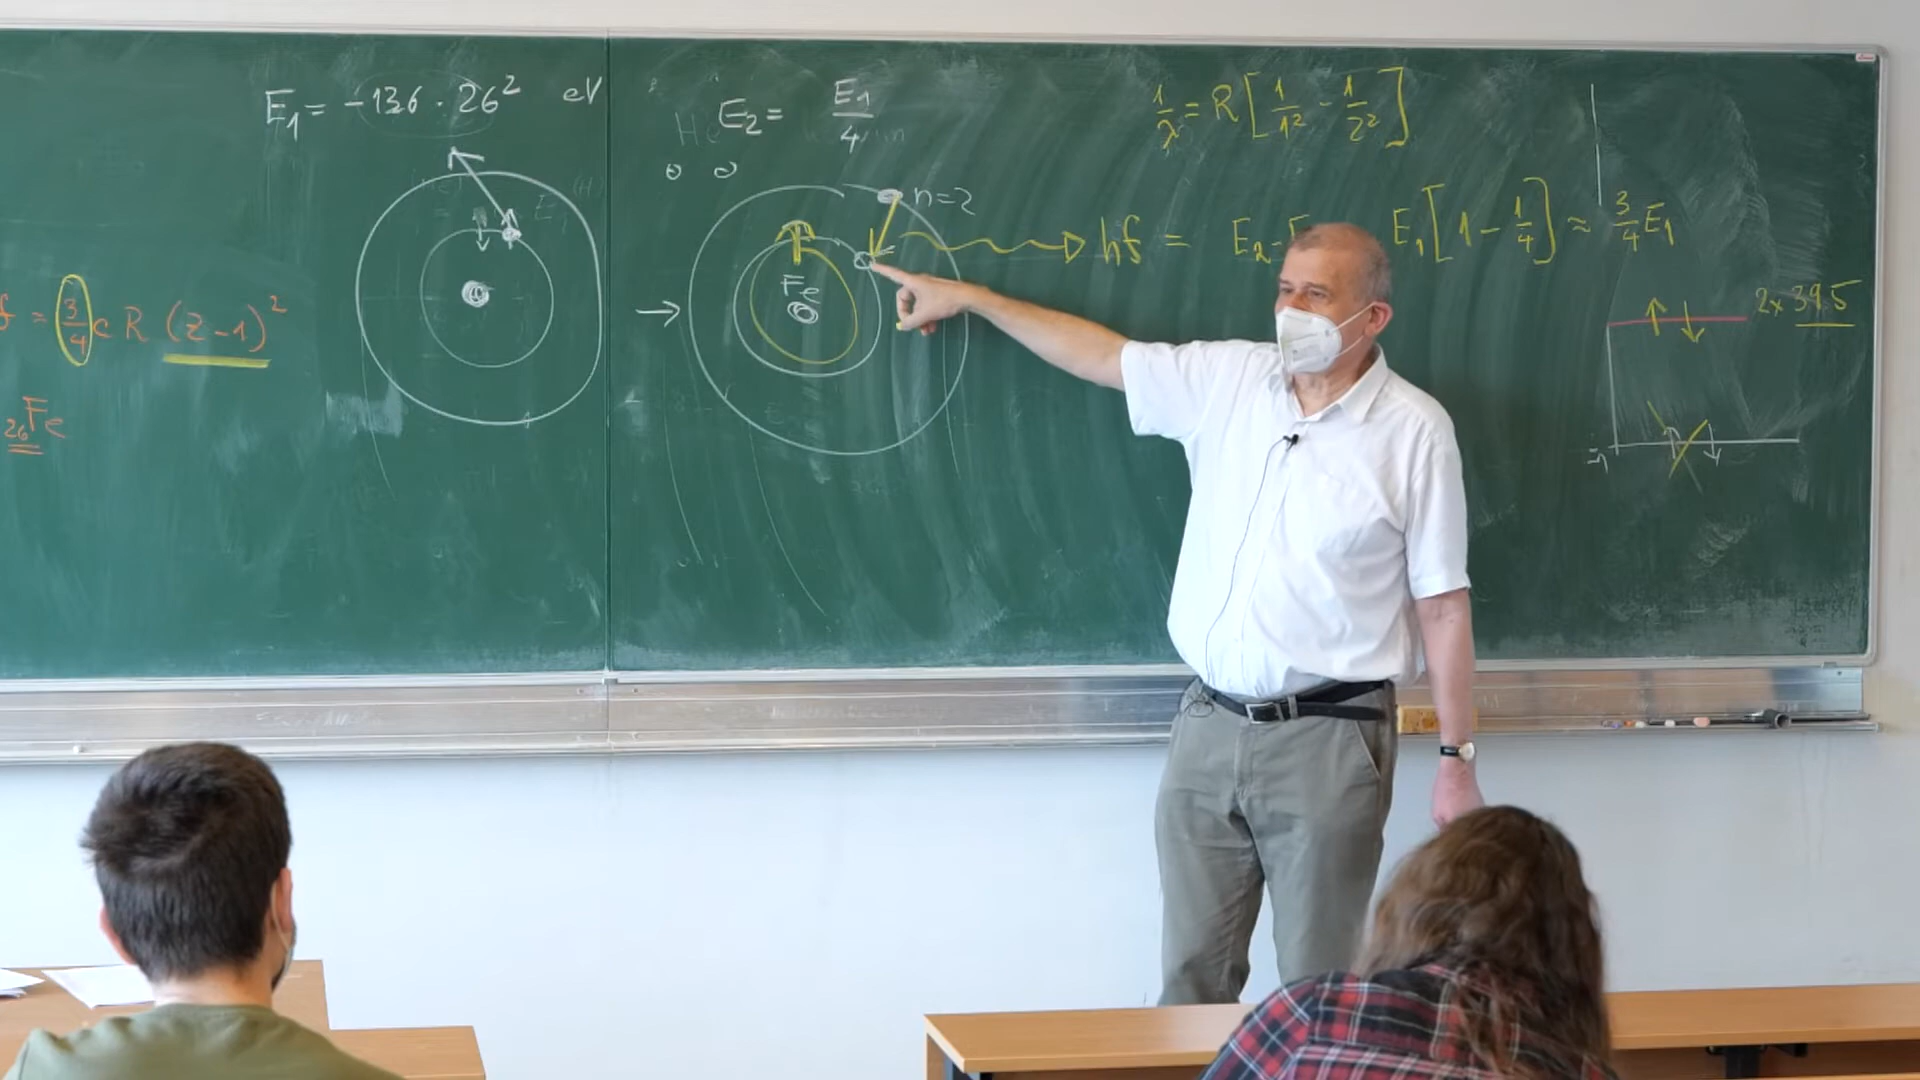 E₁ = -13,6 · 26² eV
f = 3/4 c R (z-1)²
₂₆Fe
E₂ = E₁/4
n=2
Fe
1/λ = R[1/1² - 1/2²]
hf = E₂- E₁[1 - 1/4] ≈ 3/4 E₁
2x 39.5